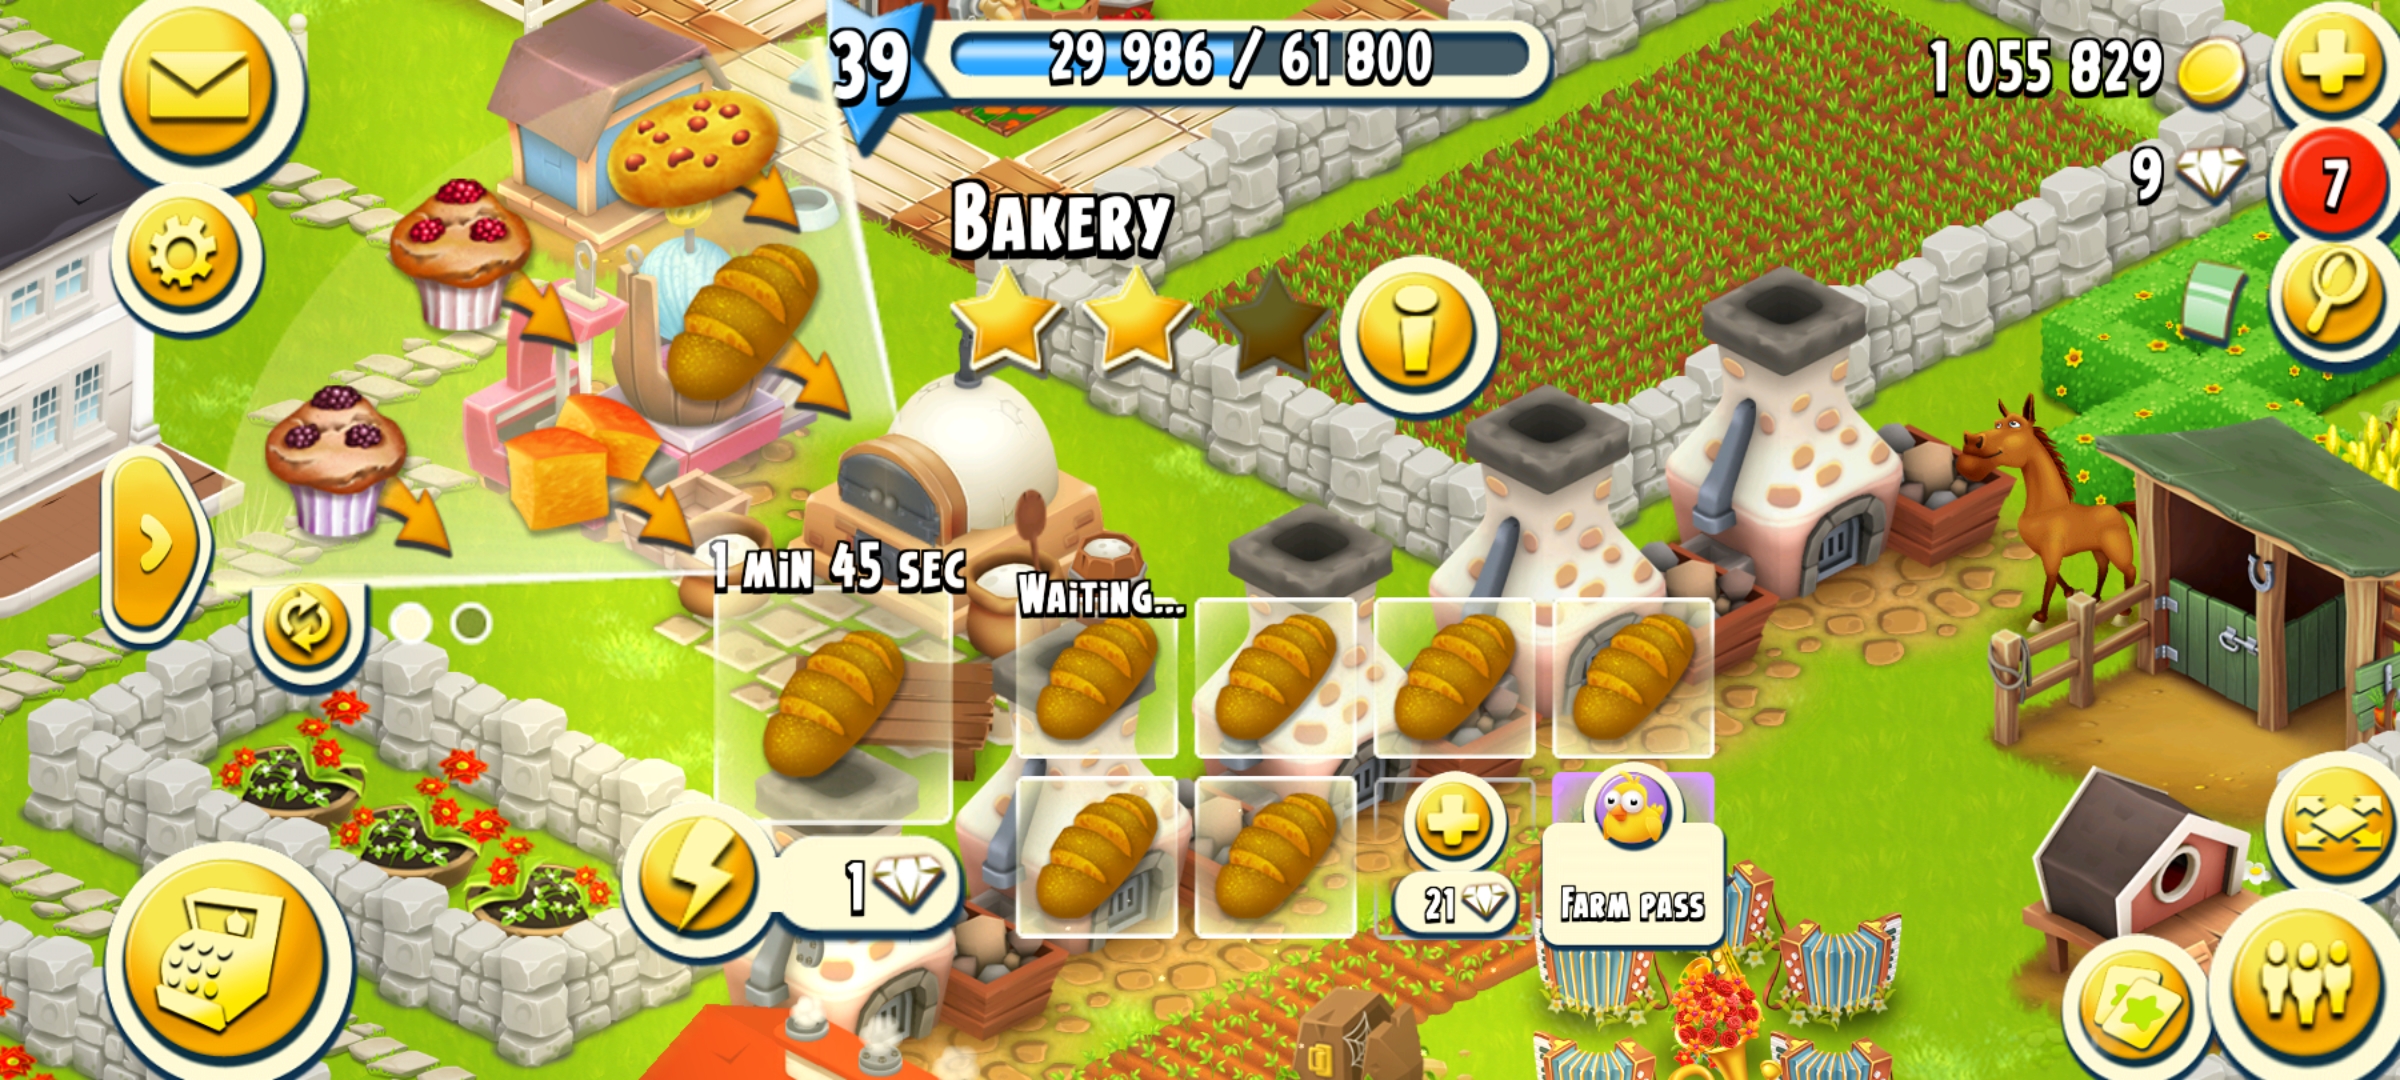 39
29 986 / 61 800
1 055 829
9
7
BAKERY
1 MIN 45 SEC
WAITING...
1
21
FARM PASS